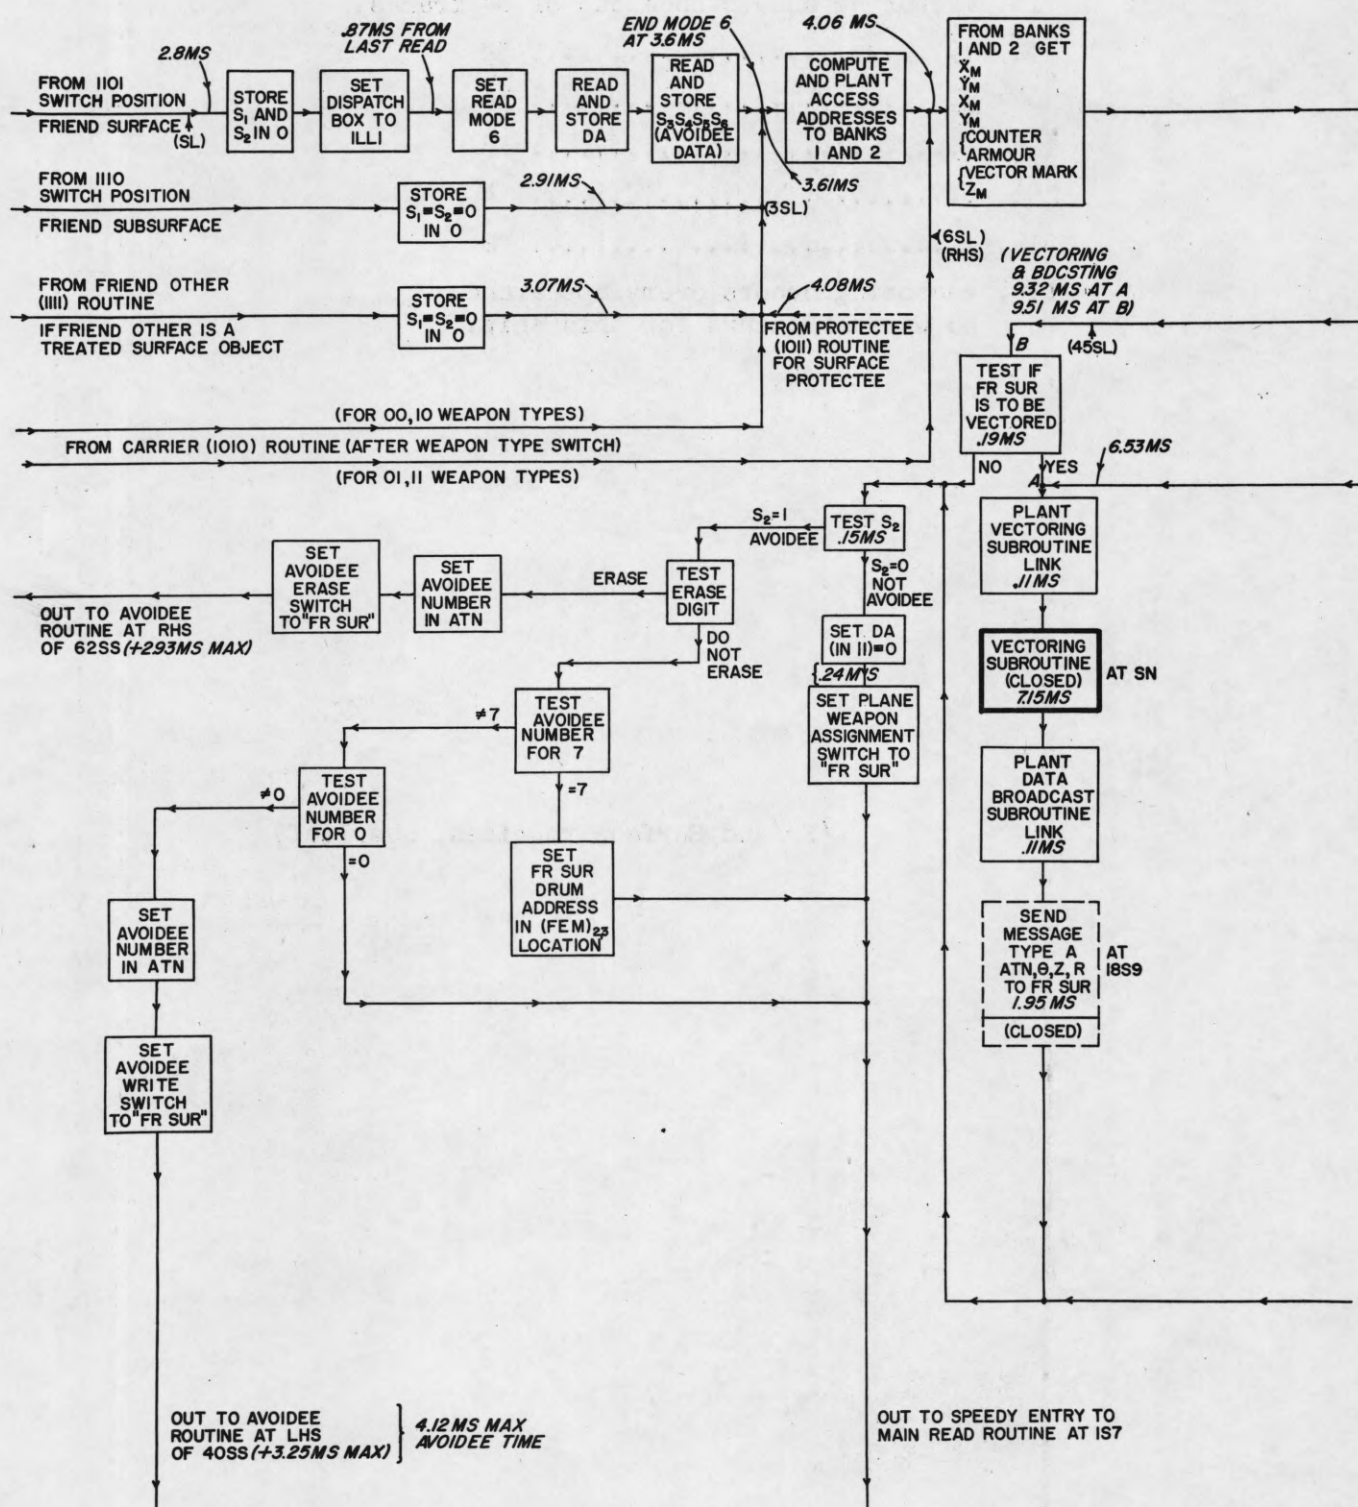 .87MS FROM
LAST READ
END MODE 6
AT 3.6MS
4.06 MS.
2.8MS
FROM 1101
SWITCH POSITION
FRIEND SURFACE
(SL)
STORE
S1 AND
S2 IN 0
SET
DISPATCH
BOX TO
ILLI
SET
READ
MODE
6
READ
AND
STORE
DA
READ
AND
STORE
S3S4S5S6
(AVOIDEE
DATA)
COMPUTE
AND PLANT
ACCESS
ADDRESSES
TO BANKS
1 AND 2
FROM BANKS
1 AND 2 GET
ẊM
ẎM
XM
YM
{COUNTER
ARMOUR
{VECTOR MARK
ZM
FROM 1110
SWITCH POSITION
FRIEND SUBSURFACE
STORE
S1=S2=0
IN 0
2.91MS
3.61MS
(3SL)
(6SL)
(RHS)
(VECTORING
& BDCSTING
9.32 MS AT A
9.51 MS AT B)
FROM FRIEND OTHER
(1111) ROUTINE
IF FRIEND OTHER IS A
TREATED SURFACE OBJECT
STORE
S1=S2=0
IN 0
3.07MS
4.08MS
FROM PROTECTEE
(1011) ROUTINE
FOR SURFACE
PROTECTEE
B
(45SL)
TEST IF
FR SUR
IS TO BE
VECTORED
.19MS
(FOR 00,10 WEAPON TYPES)
FROM CARRIER (1010) ROUTINE (AFTER WEAPON TYPE SWITCH)
(FOR 01,11 WEAPON TYPES)
NO
YES
6.53MS
A
S2=1
AVOIDEE
TEST S2
.15MS
S2=0
NOT
AVOIDEE
PLANT
VECTORING
SUBROUTINE
LINK
.11MS
SET
AVOIDEE
ERASE
SWITCH
TO"FR SUR"
SET
AVOIDEE
NUMBER
IN ATN
ERASE
TEST
ERASE
DIGIT
OUT TO AVOIDEE
ROUTINE AT RHS
OF 62SS (+2.93MS MAX)
DO
NOT
ERASE
SET DA
(IN 11)=0
{.24MS
VECTORING
SUBROUTINE
(CLOSED)
7.15MS
AT SN
TEST
AVOIDEE
NUMBER
FOR 7
≠7
=7
SET PLANE
WEAPON
ASSIGNMENT
SWITCH TO
"FR SUR"
PLANT
DATA
BROADCAST
SUBROUTINE
LINK
.11MS
TEST
AVOIDEE
NUMBER
FOR 0
≠0
=0
SET
FR SUR
DRUM
ADDRESS
IN (FEM)23
LOCATION
SET
AVOIDEE
NUMBER
IN ATN
SEND
MESSAGE
TYPE A
ATN,θ,Z,R
TO FR SUR
1.95 MS
(CLOSED)
AT
18S9
SET
AVOIDEE
WRITE
SWITCH
TO"FR SUR"
OUT TO AVOIDEE
ROUTINE AT LHS
OF 40SS (+3.25MS MAX)
4.12MS MAX
AVOIDEE TIME
OUT TO SPEEDY ENTRY TO
MAIN READ ROUTINE AT IS7